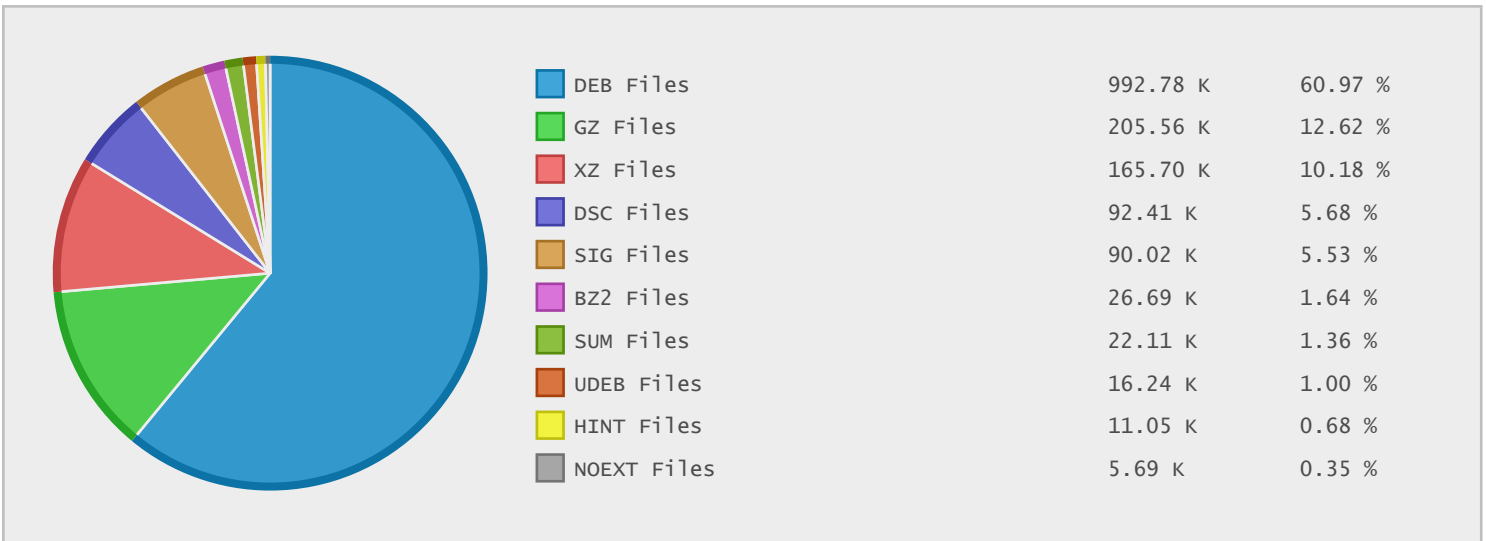 DEB Files 992.78 K 60.97 %
GZ Files 205.56 K 12.62 %
XZ Files 165.70 K 10.18 %
DSC Files 92.41 K 5.68 %
SIG Files 90.02 K 5.53 %
BZ2 Files 26.69 K 1.64 %
SUM Files 22.11 K 1.36 %
UDEB Files 16.24 K 1.00 %
HINT Files 11.05 K 0.68 %
NOEXT Files 5.69 K 0.35 %